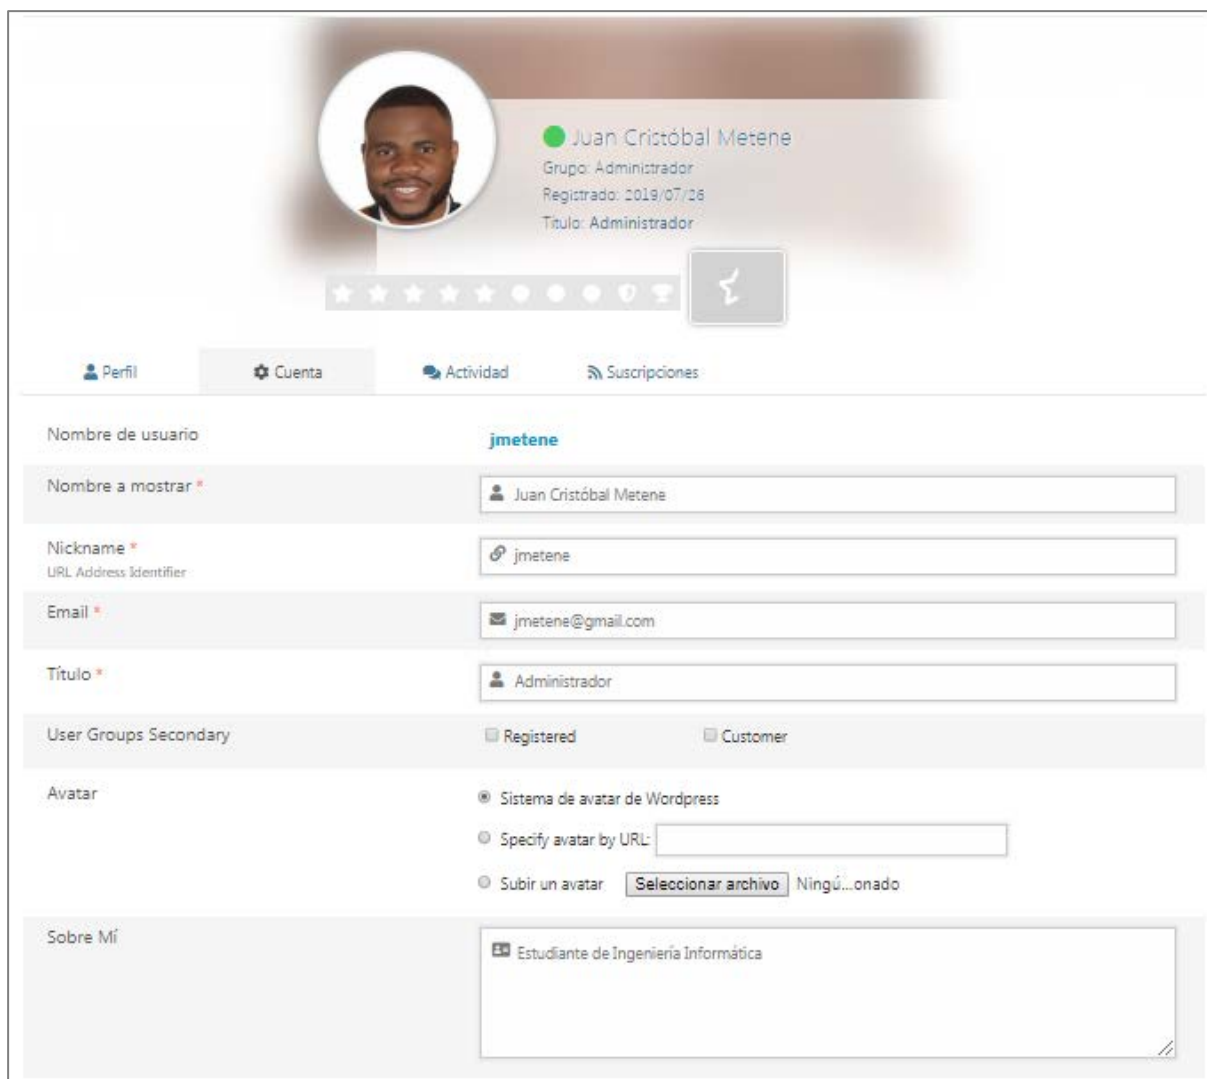 Juan Cristóbal Metene
Grupo: Administrador
Registrado: 2019/07/26
Titulo: Administrador
Perfil Cuenta Actividad Suscripciones
Nombre de usuario jmetene
Nombre a mostrar * Juan Cristóbal Metene
Nickname * jmetene
URL Address Identifier
Email * jmetene@gmail.com
Título * Administrador
User Groups Secondary Registered Customer
Avatar Sistema de avatar de Wordpress
Specify avatar by URL:
Subir un avatar Seleccionar archivo Ningú...onado
Sobre Mí Estudiante de Ingeniería Informática